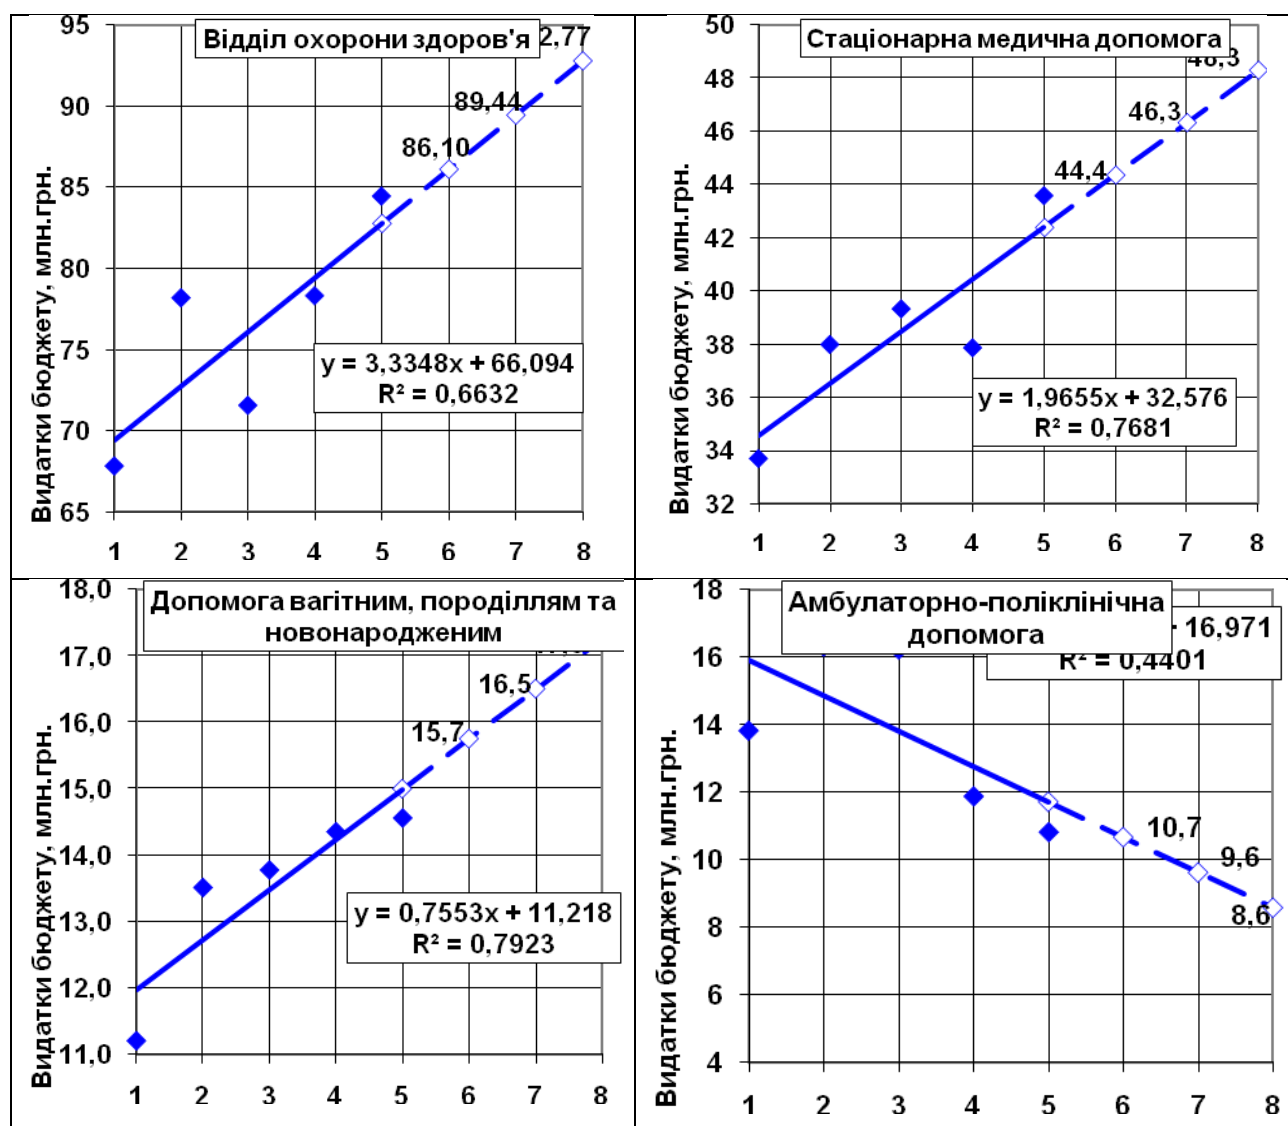 Відділ охорони здоров'я
2,77
89,44
86,10
y = 3,3348x + 66,094
R² = 0,6632
Видатки бюджету, млн.грн.
95
90
85
80
75
70
65
1 2 3 4 5 6 7 8
Стаціонарна медична допомога
48,3
46,3
44,4
y = 1,9655x + 32,576
R² = 0,7681
Видатки бюджету, млн.грн.
50
48
46
44
42
40
38
36
34
32
1 2 3 4 5 6 7 8
Допомога вагітним, породіллям та
новонародженим
16,5
15,7
y = 0,7553x + 11,218
R² = 0,7923
Видатки бюджету, млн.грн.
18,0
17,0
16,0
15,0
14,0
13,0
12,0
11,0
1 2 3 4 5 6 7 8
Амбулаторно-поліклінічна
допомога
16,971
R² = 0,4401
10,7
9,6
8,6
Видатки бюджету, млн.грн.
18
16
14
12
10
8
6
4
1 2 3 4 5 6 7 8